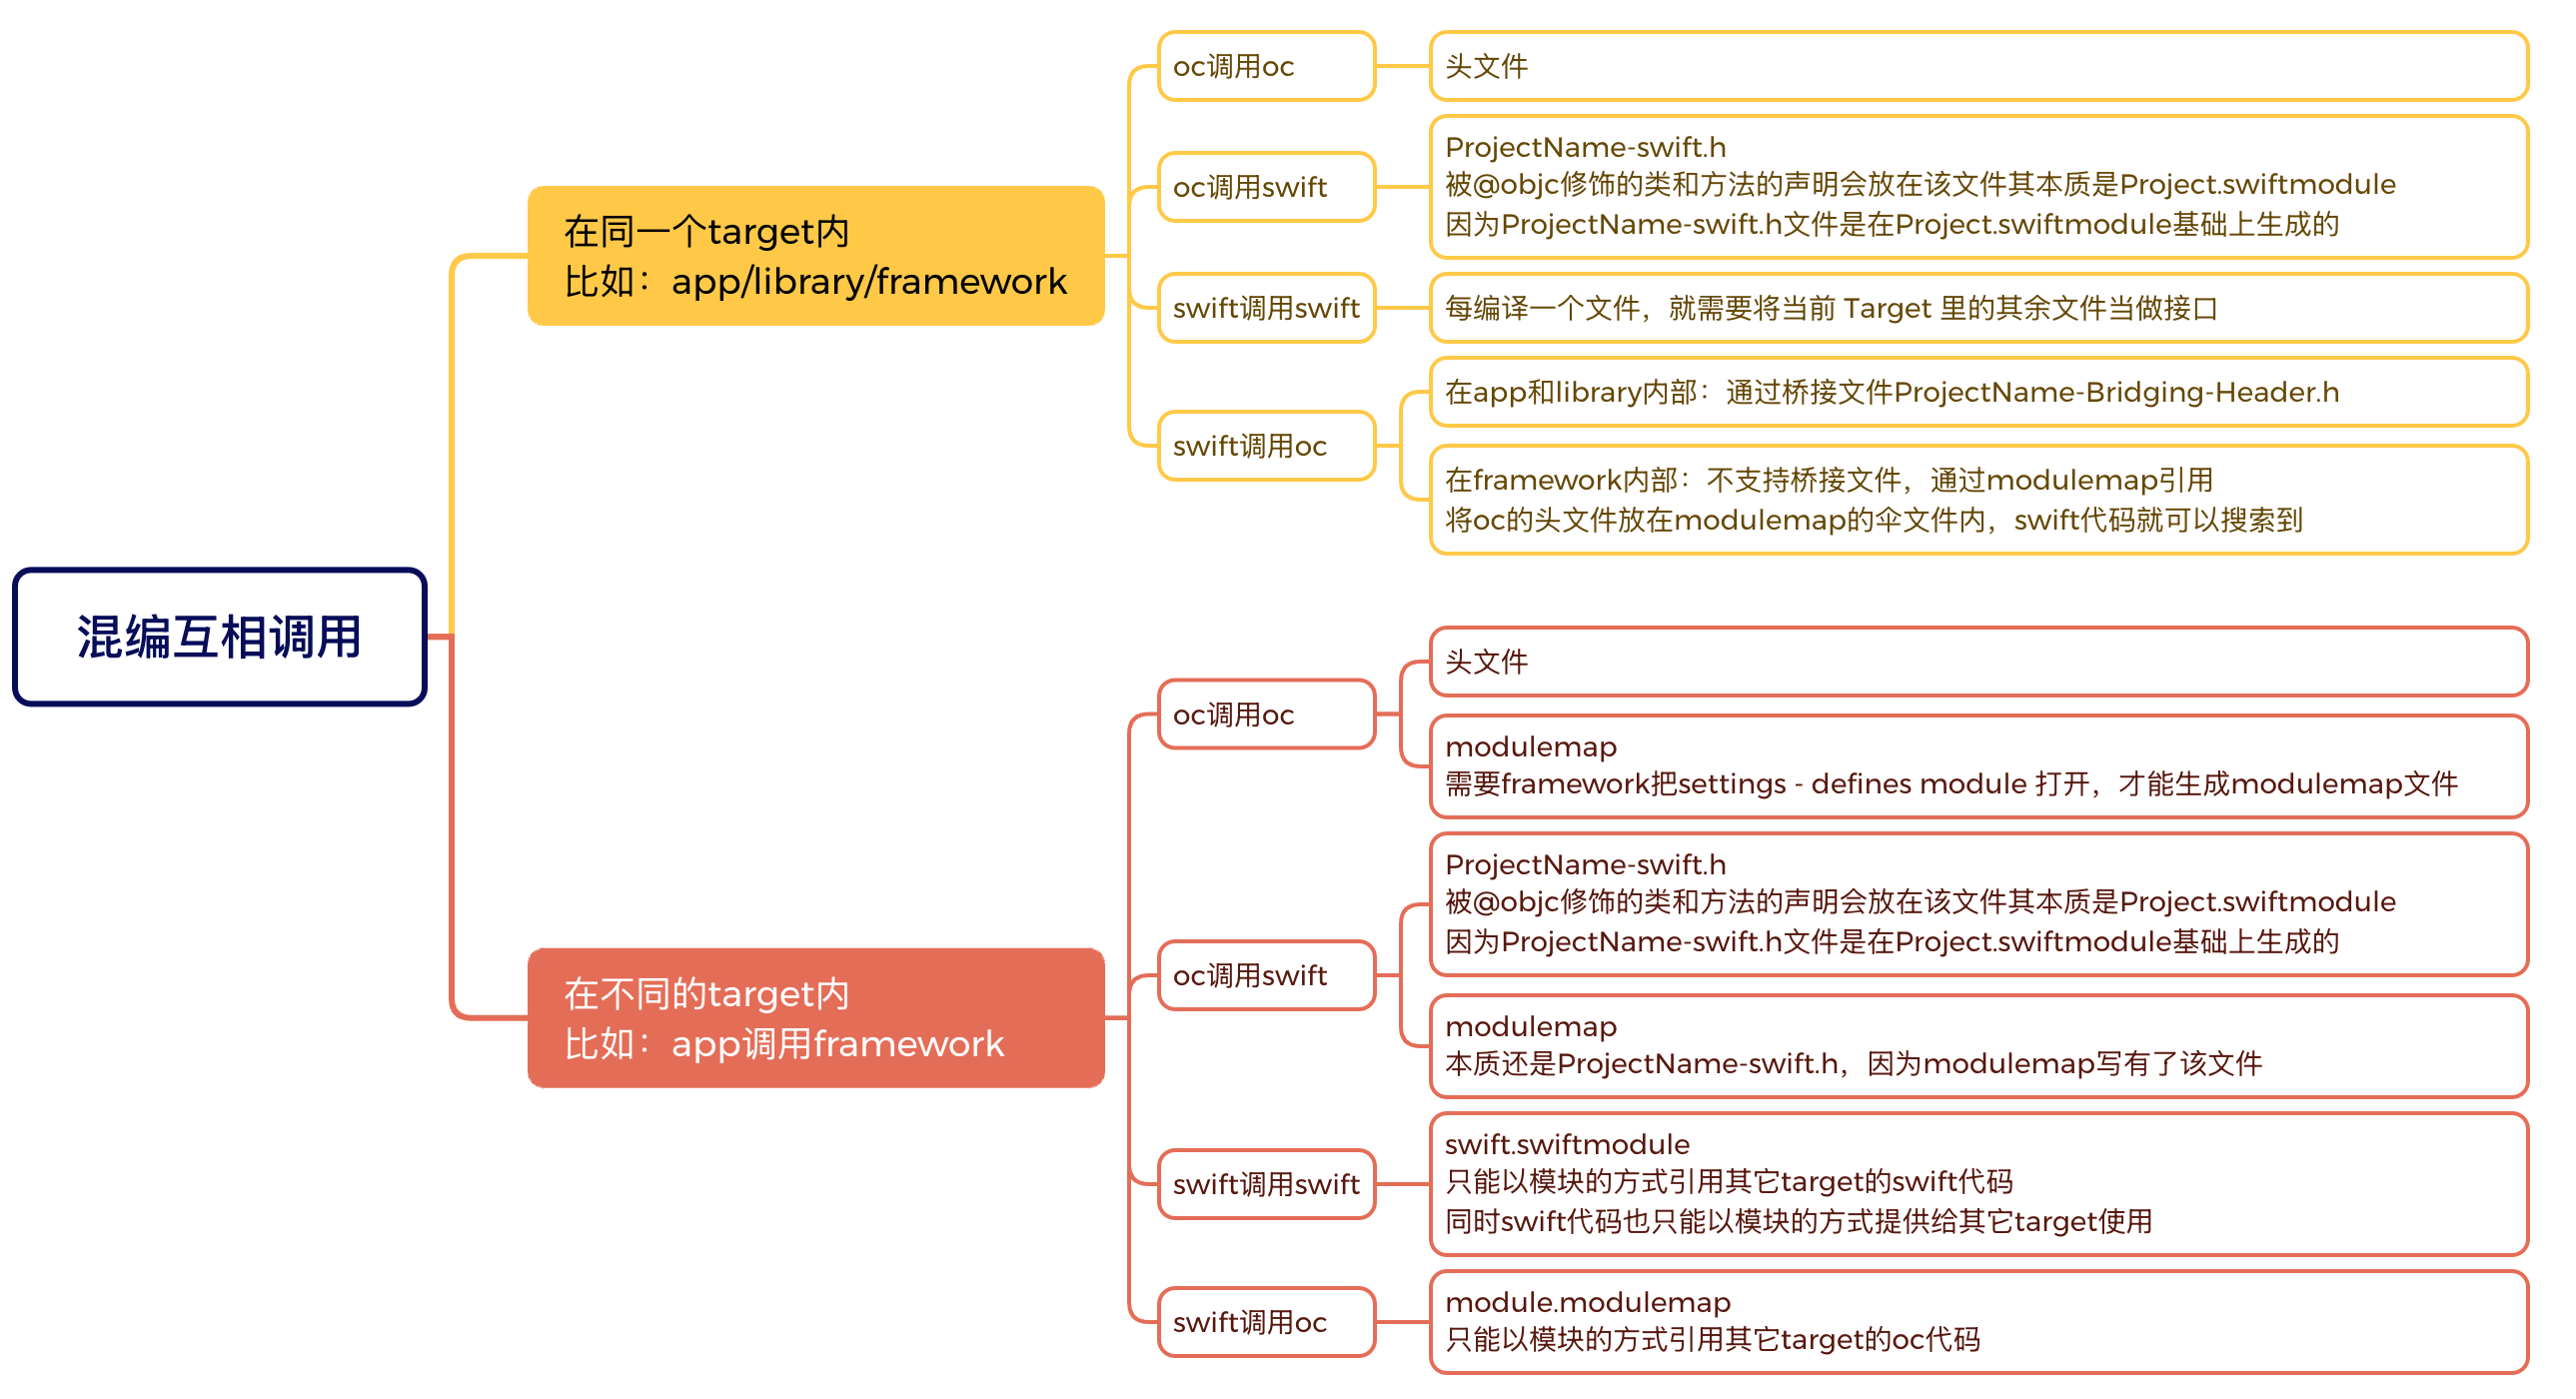 混编互相调用
在同一个target内
比如：app/library/framework
oc调用oc
头文件
oc调用swift
ProjectName-swift.h
被@objc修饰的类和方法的声明会放在该文件其本质是Project.swiftmodule
因为ProjectName-swift.h文件是在Project.swiftmodule基础上生成的
swift调用swift
每编译一个文件，就需要将当前 Target 里的其余文件当做接口
swift调用oc
在app和library内部：通过桥接文件ProjectName-Bridging-Header.h
在framework内部：不支持桥接文件，通过modulemap引用
将oc的头文件放在modulemap的伞文件内，swift代码就可以搜索到
在不同的target内
比如：app调用framework
oc调用oc
头文件
modulemap
需要framework把settings - defines module 打开，才能生成modulemap文件
oc调用swift
ProjectName-swift.h
被@objc修饰的类和方法的声明会放在该文件其本质是Project.swiftmodule
因为ProjectName-swift.h文件是在Project.swiftmodule基础上生成的
modulemap
本质还是ProjectName-swift.h，因为modulemap写有了该文件
swift调用swift
swift.swiftmodule
只能以模块的方式引用其它target的swift代码
同时swift代码也只能以模块的方式提供给其它target使用
swift调用oc
module.modulemap
只能以模块的方式引用其它target的oc代码